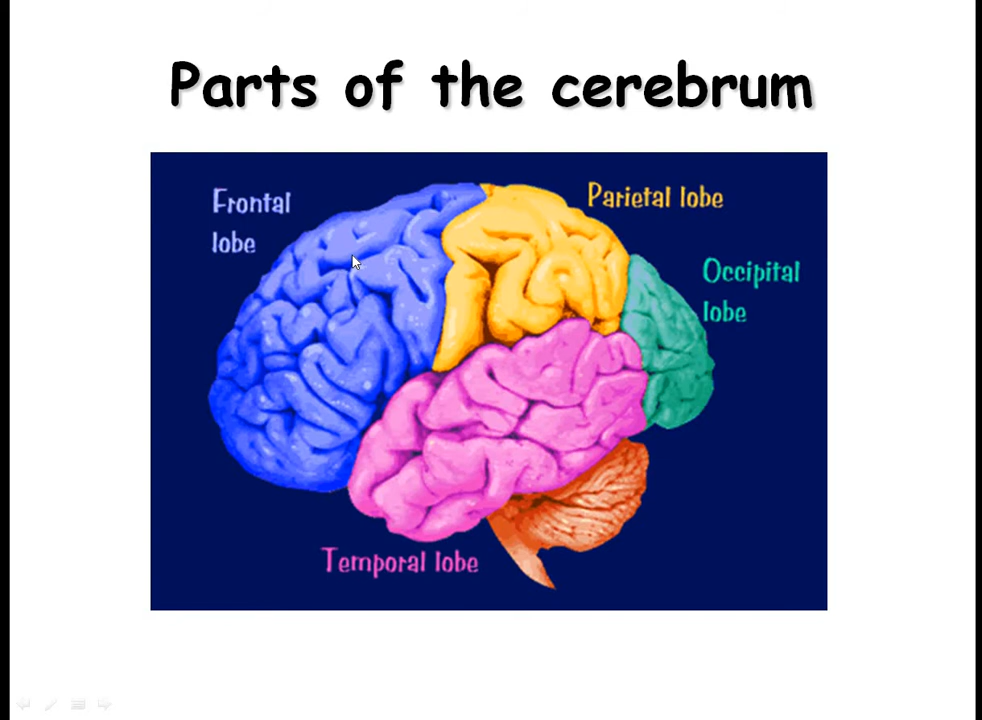 Parts of the cerebrum
Frontal
lobe
Parietal lobe
Occipital
lobe
Temporal lobe